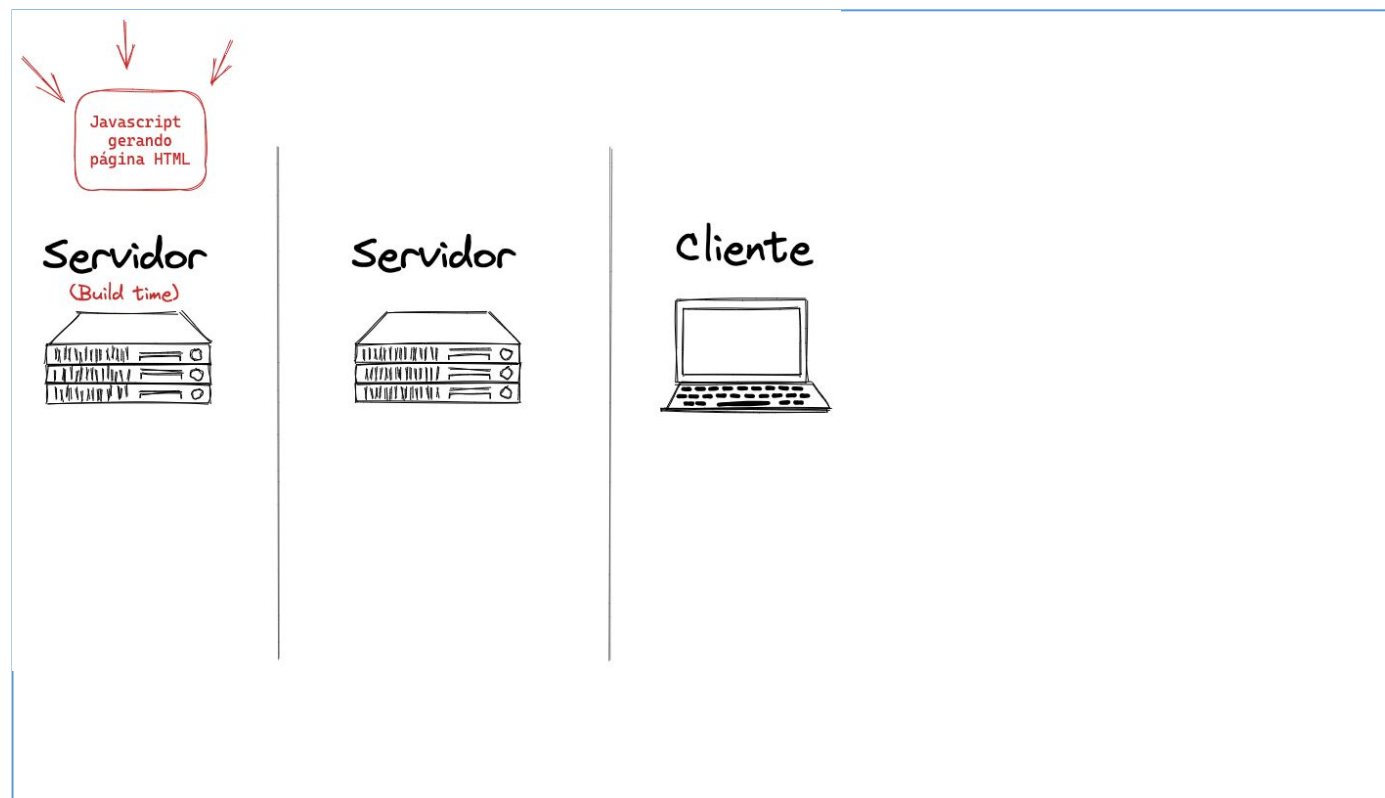 Javascript
gerando
página HTML
Servidor
(Build time)
Servidor
Cliente